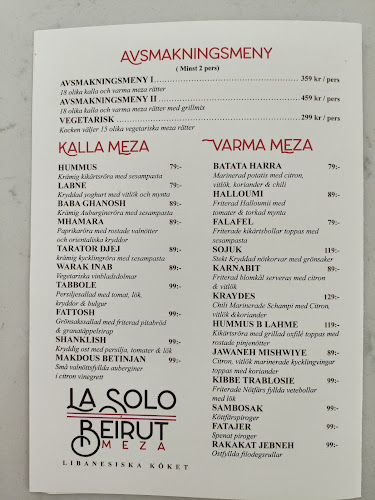 AVSMAKNINGSMENY
( Minst 2 pers)
AVSMAKNINGSMENY I 359 kr / pers
18 olika kalla och varma meza rätter
AVSMAKNINGSMENY II 459 kr / pers
18 olika kalla och varma meza rätter med grillmix
VEGETARISK 299 kr / pers
Kocken väljer 15 olika vegetariska meza rätter
KALLA MEZA
HUMMUS 79:-
Krämig kikärtsröra med sesampasta
LABNE 79:-
Kryddad yoghurt med vitlök och mynta
BABA GHANOSH 89:-
Krämig Auburgineröra med sesampasta
MHAMARA 89:-
Paprikaröra med rostade valnötter
och orientaliska kryddor
TARATOR DJEJ 89:-
krämig kycklingröra med sesampasta
WARAK INAB 89:-
Vegetariska vinbladsdolmar
TABBOLE 99:-
Persiljesallad med tomat, lök,
kryddor & bulgur
FATTOSH 99:-
Grönsakssallad med friterad pitabröd
& granatäppelsirap
SHANKLISH 99:-
Kryddig ost med persilja, tomater & lök
MAKDOUS BETINJAN 99:-
Små valnötsfyllda auberginer
i citron vinegrett
LA SOLO
BEIRUT
MEZA
LIBANESISKA KÖKET
VARMA MEZA
BATATA HARRA 79:-
Marinerad potatis med citron,
vitlök, koriander & chili
HALLOUMI 89:-
Friterad Halloumi med
tomater & torkad mynta
FALAFEL 79:-
Friterade kikärtsbollar toppas med
sesampasta
SOJUK 119:-
Stekt Kryddad nötkorvar med grönsaker
KARNABIT 89:-
Friterad blomkål serveras med citron
& vitlök
KRAYDES 129:-
Chili Marinerade Schampi med Citron,
vitlök &koriander
HUMMUS B LAHME 119:-
Kikärtsröra med grillad oxfilé toppas med
rostade pinjenötter
JAWANEH MISHWIYE 89:-
Citron, vitlök marinerade kycklingvingar
toppas med koriander
KIBBE TRABLOSIE 99:-
Friterade Nötfärs fyllda vetebollar
med lök
SAMBOSAK 99:-
Köttfärspiroger
FATAJER 99:-
Spenat piroger
RAKAKAT JEBNEH 99:-
Ostfyllda filodegsrullar